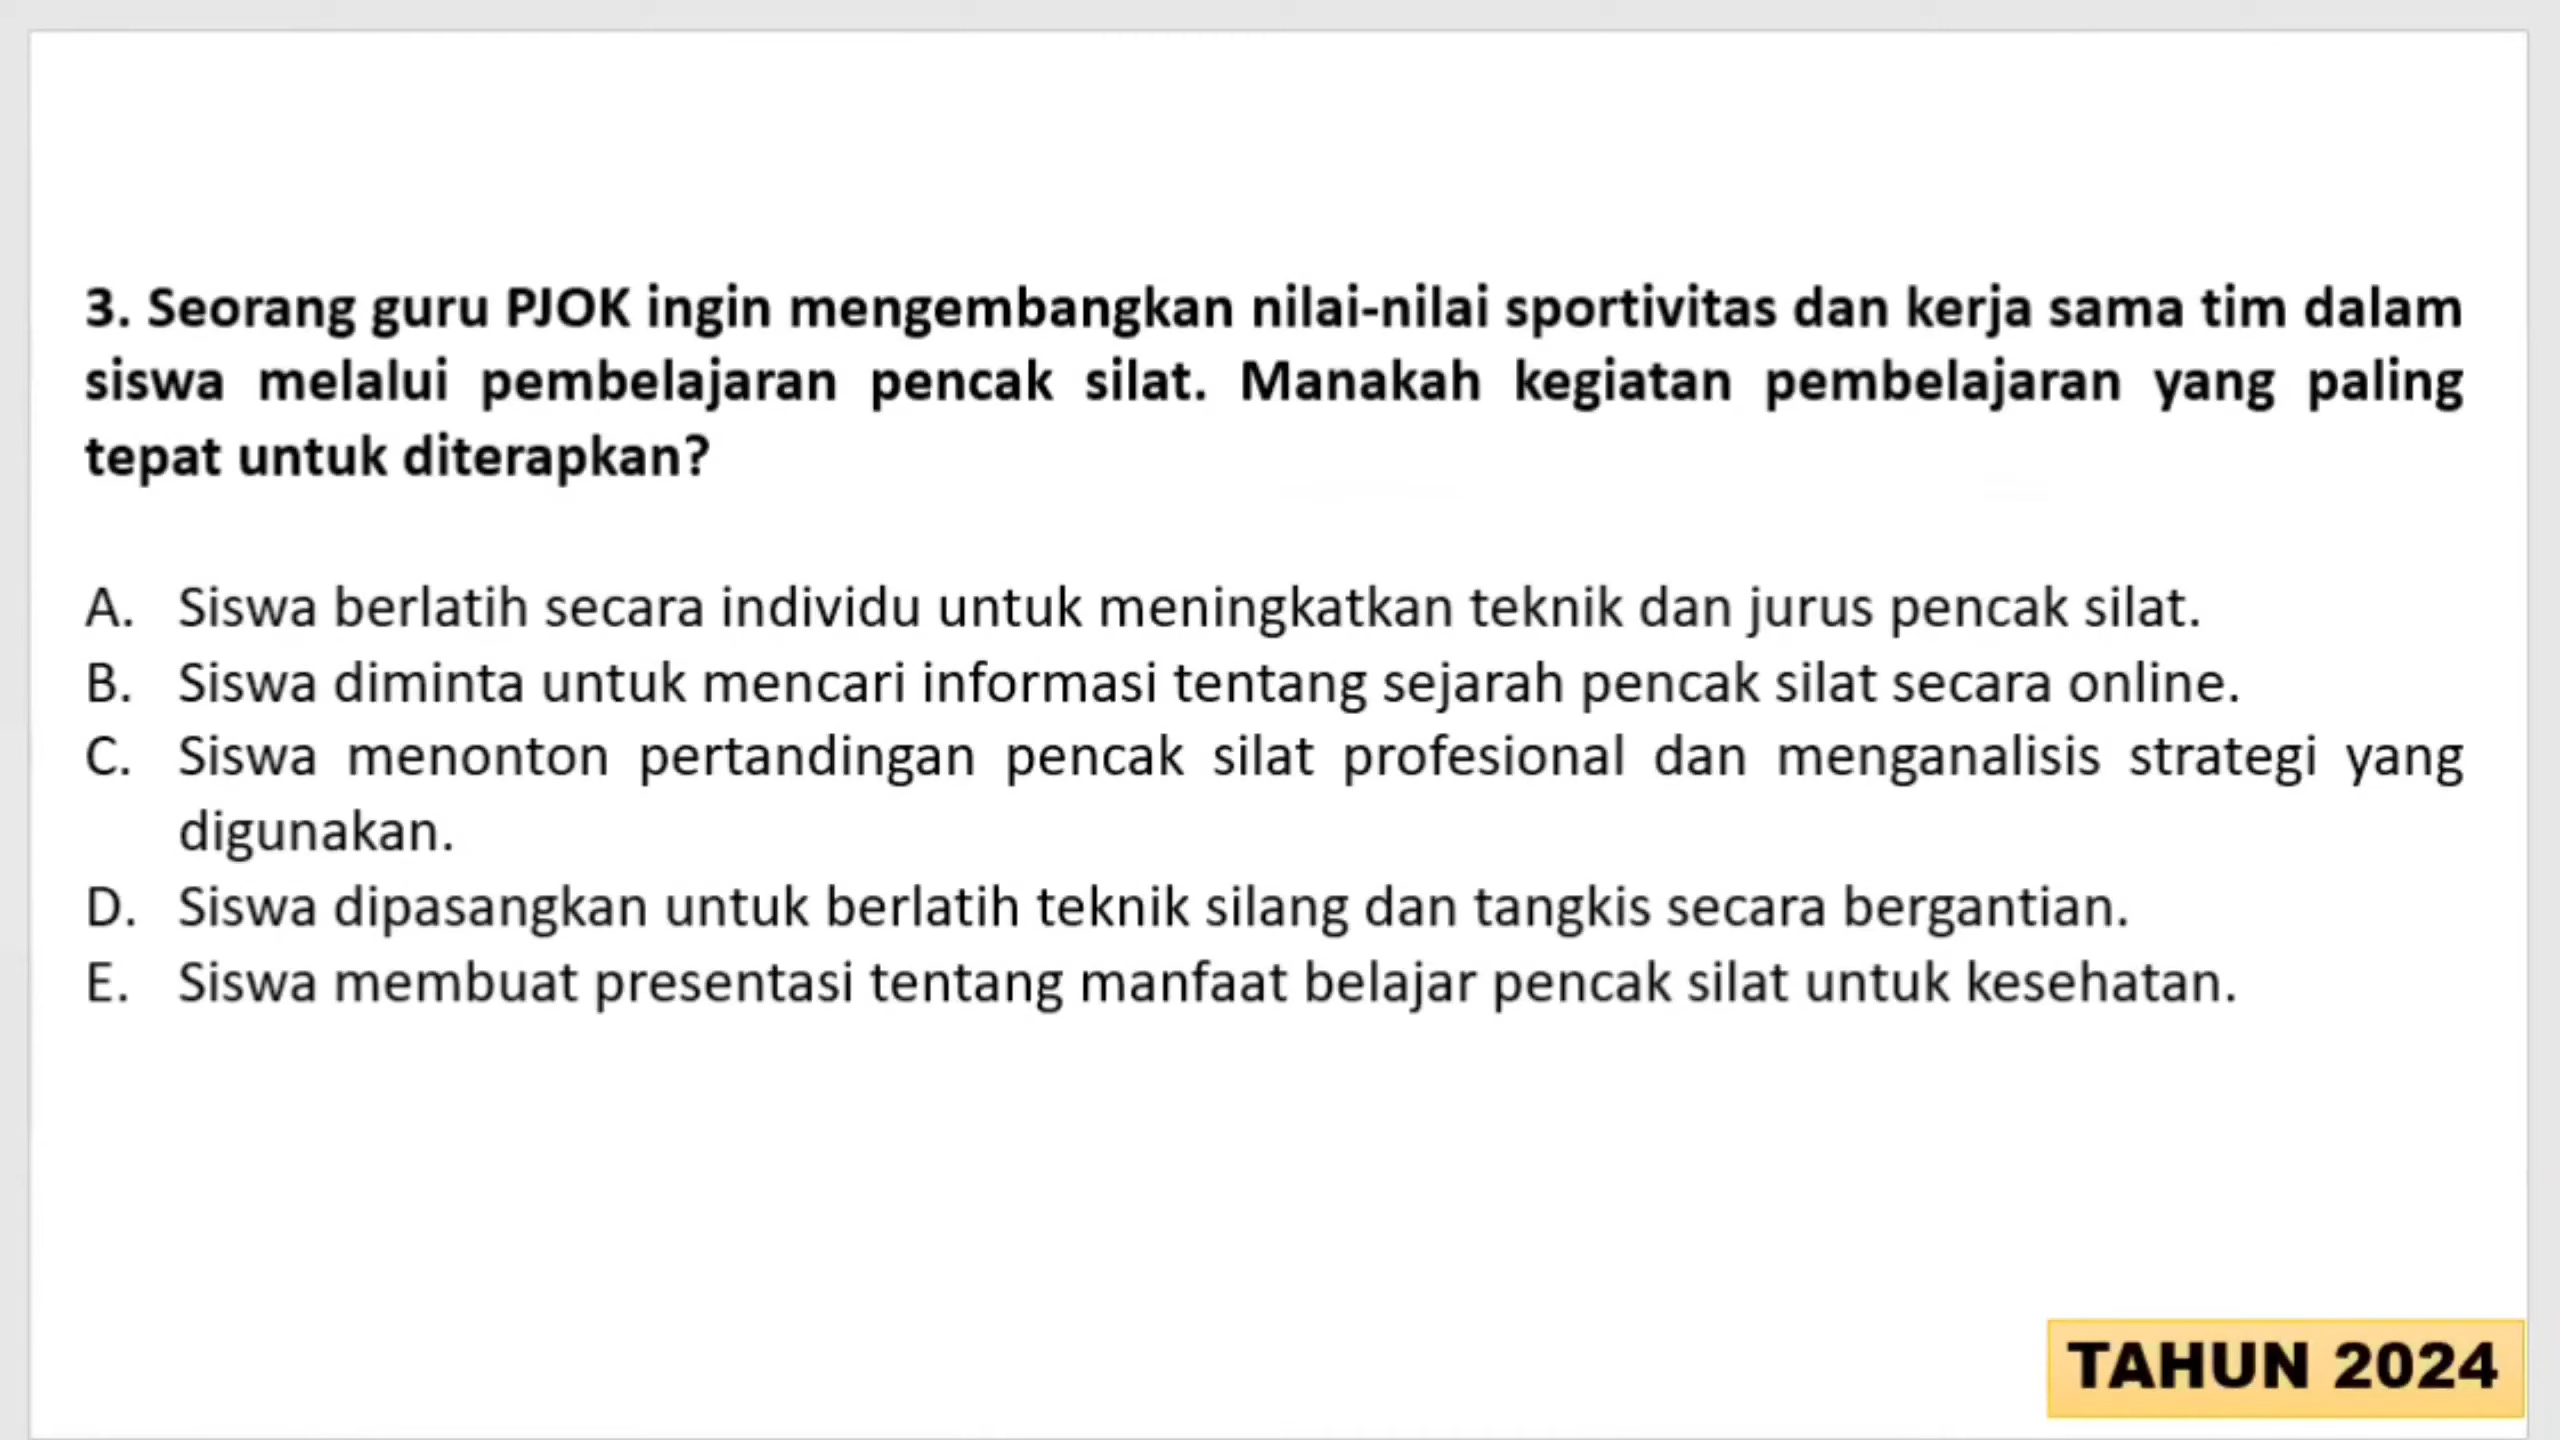 3. Seorang guru PJOK ingin mengembangkan nilai-nilai sportivitas dan kerja sama tim dalam
siswa melalui pembelajaran pencak silat. Manakah kegiatan pembelajaran yang paling
tepat untuk diterapkan?
A. Siswa berlatih secara individu untuk meningkatkan teknik dan jurus pencak silat.
B. Siswa diminta untuk mencari informasi tentang sejarah pencak silat secara online.
C. Siswa menonton pertandingan pencak silat profesional dan menganalisis strategi yang
digunakan.
D. Siswa dipasangkan untuk berlatih teknik silang dan tangkis secara bergantian.
E. Siswa membuat presentasi tentang manfaat belajar pencak silat untuk kesehatan.
TAHUN 2024